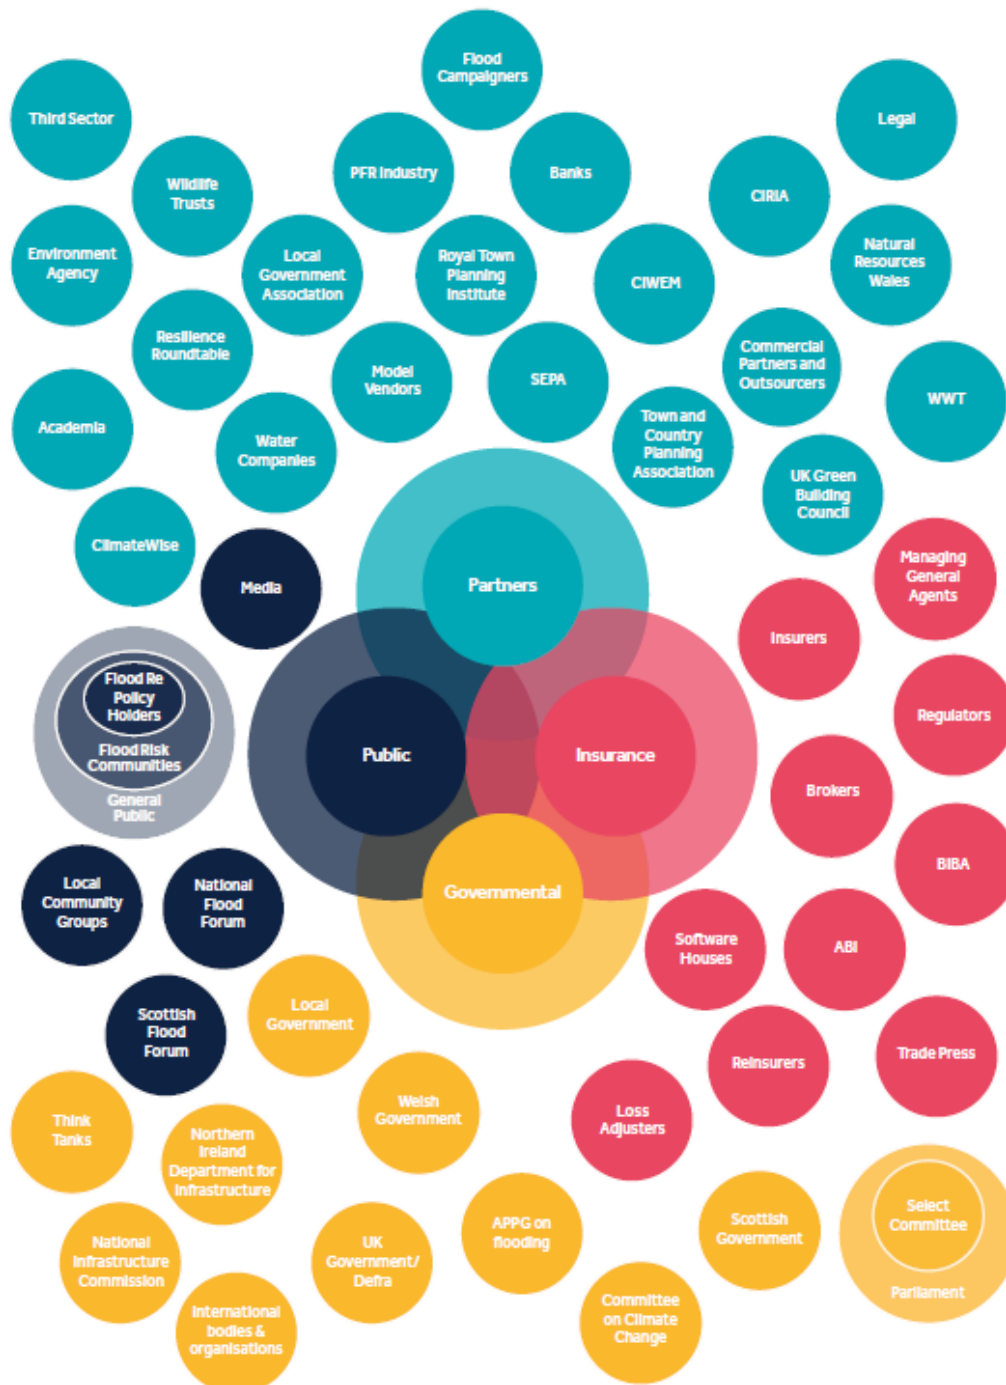 Flood
Campaigners
Third Sector
Legal
PFR Industry
Banks
Wildlife
Trusts
CIRIA
Environment
Agency
Local
Government
Association
Royal Town
Planning
Institute
CIWEM
Natural
Resources
Wales
Resilience
Roundtable
Model
Vendors
SEPA
Commercial
Partners and
Outsourcers
WWT
Academia
Water
Companies
Town and
Country
Planning
Association
UK Green
Building
Council
ClimateWise
Media
Partners
Managing
General
Agents
Insurers
Flood Re
Policy
Holders
Flood Risk
Communities
General
Public
Public
Insurance
Regulators
Brokers
BIBA
Local
Community
Groups
National
Flood
Forum
Governmental
Software
Houses
ABI
Scottish
Flood
Forum
Local
Government
Reinsurers
Trade Press
Think
Tanks
Northern
Ireland
Department for
Infrastructure
Welsh
Government
Loss
Adjusters
National
Infrastructure
Commission
UK
Government/
Defra
APPG on
flooding
Scottish
Government
Select
Committee
Parliament
International
bodies &
organisations
Committee
on Climate
Change